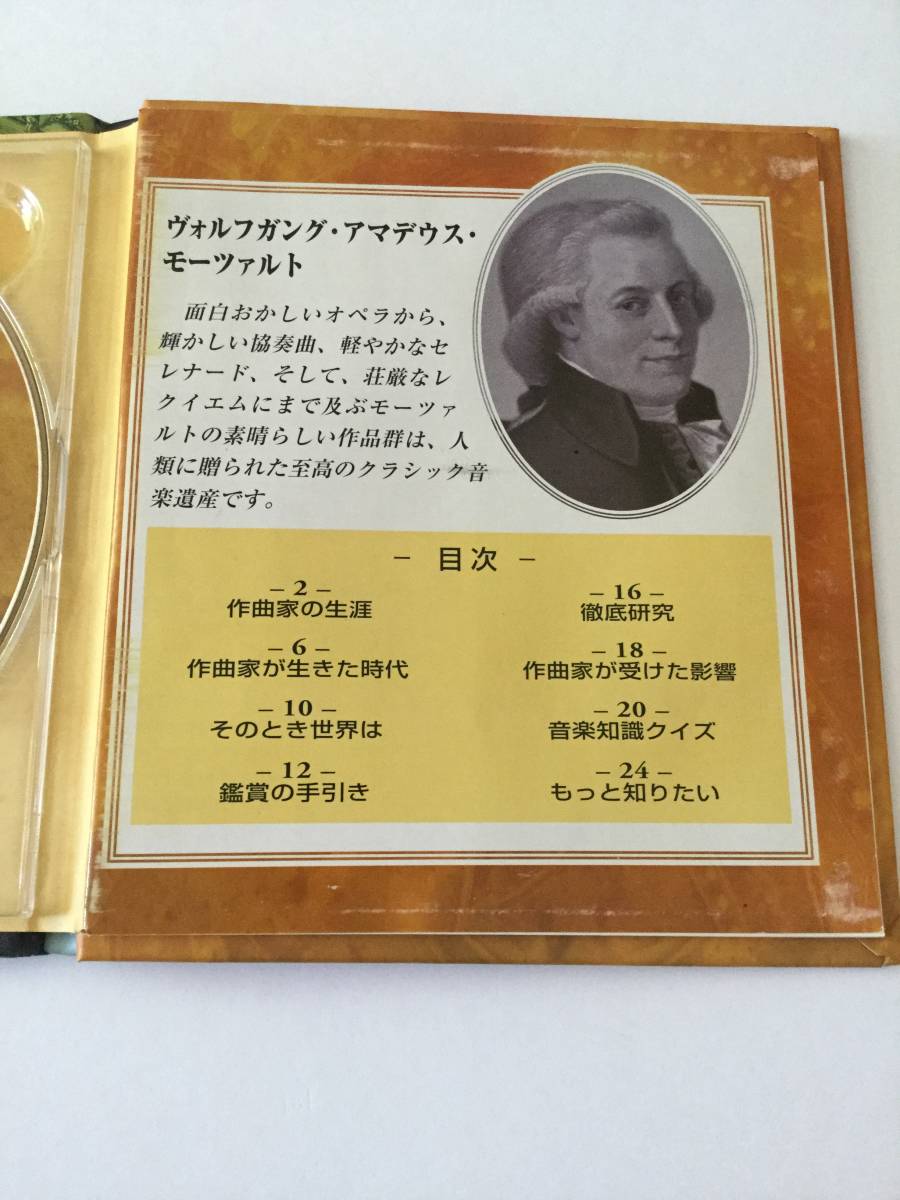 ヴォルフガング・アマデウス・
モーツァルト
面白おかしいオペラから、
輝かしい協奏曲、軽やかなセ
レナード、そして、荘厳なレ
クイエムにまで及ぶモーツァ
ルトの素晴らしい作品群は、人
類に贈られた至高のクラシック音
楽遺産です。
– 目次 –
– 2 –
作曲家の生涯
– 6 –
作曲家が生きた時代
– 10 –
そのとき世界は
– 12 –
鑑賞の手引き
– 16 –
徹底研究
– 18 –
作曲家が受けた影響
– 20 –
音楽知識クイズ
– 24 –
もっと知りたい